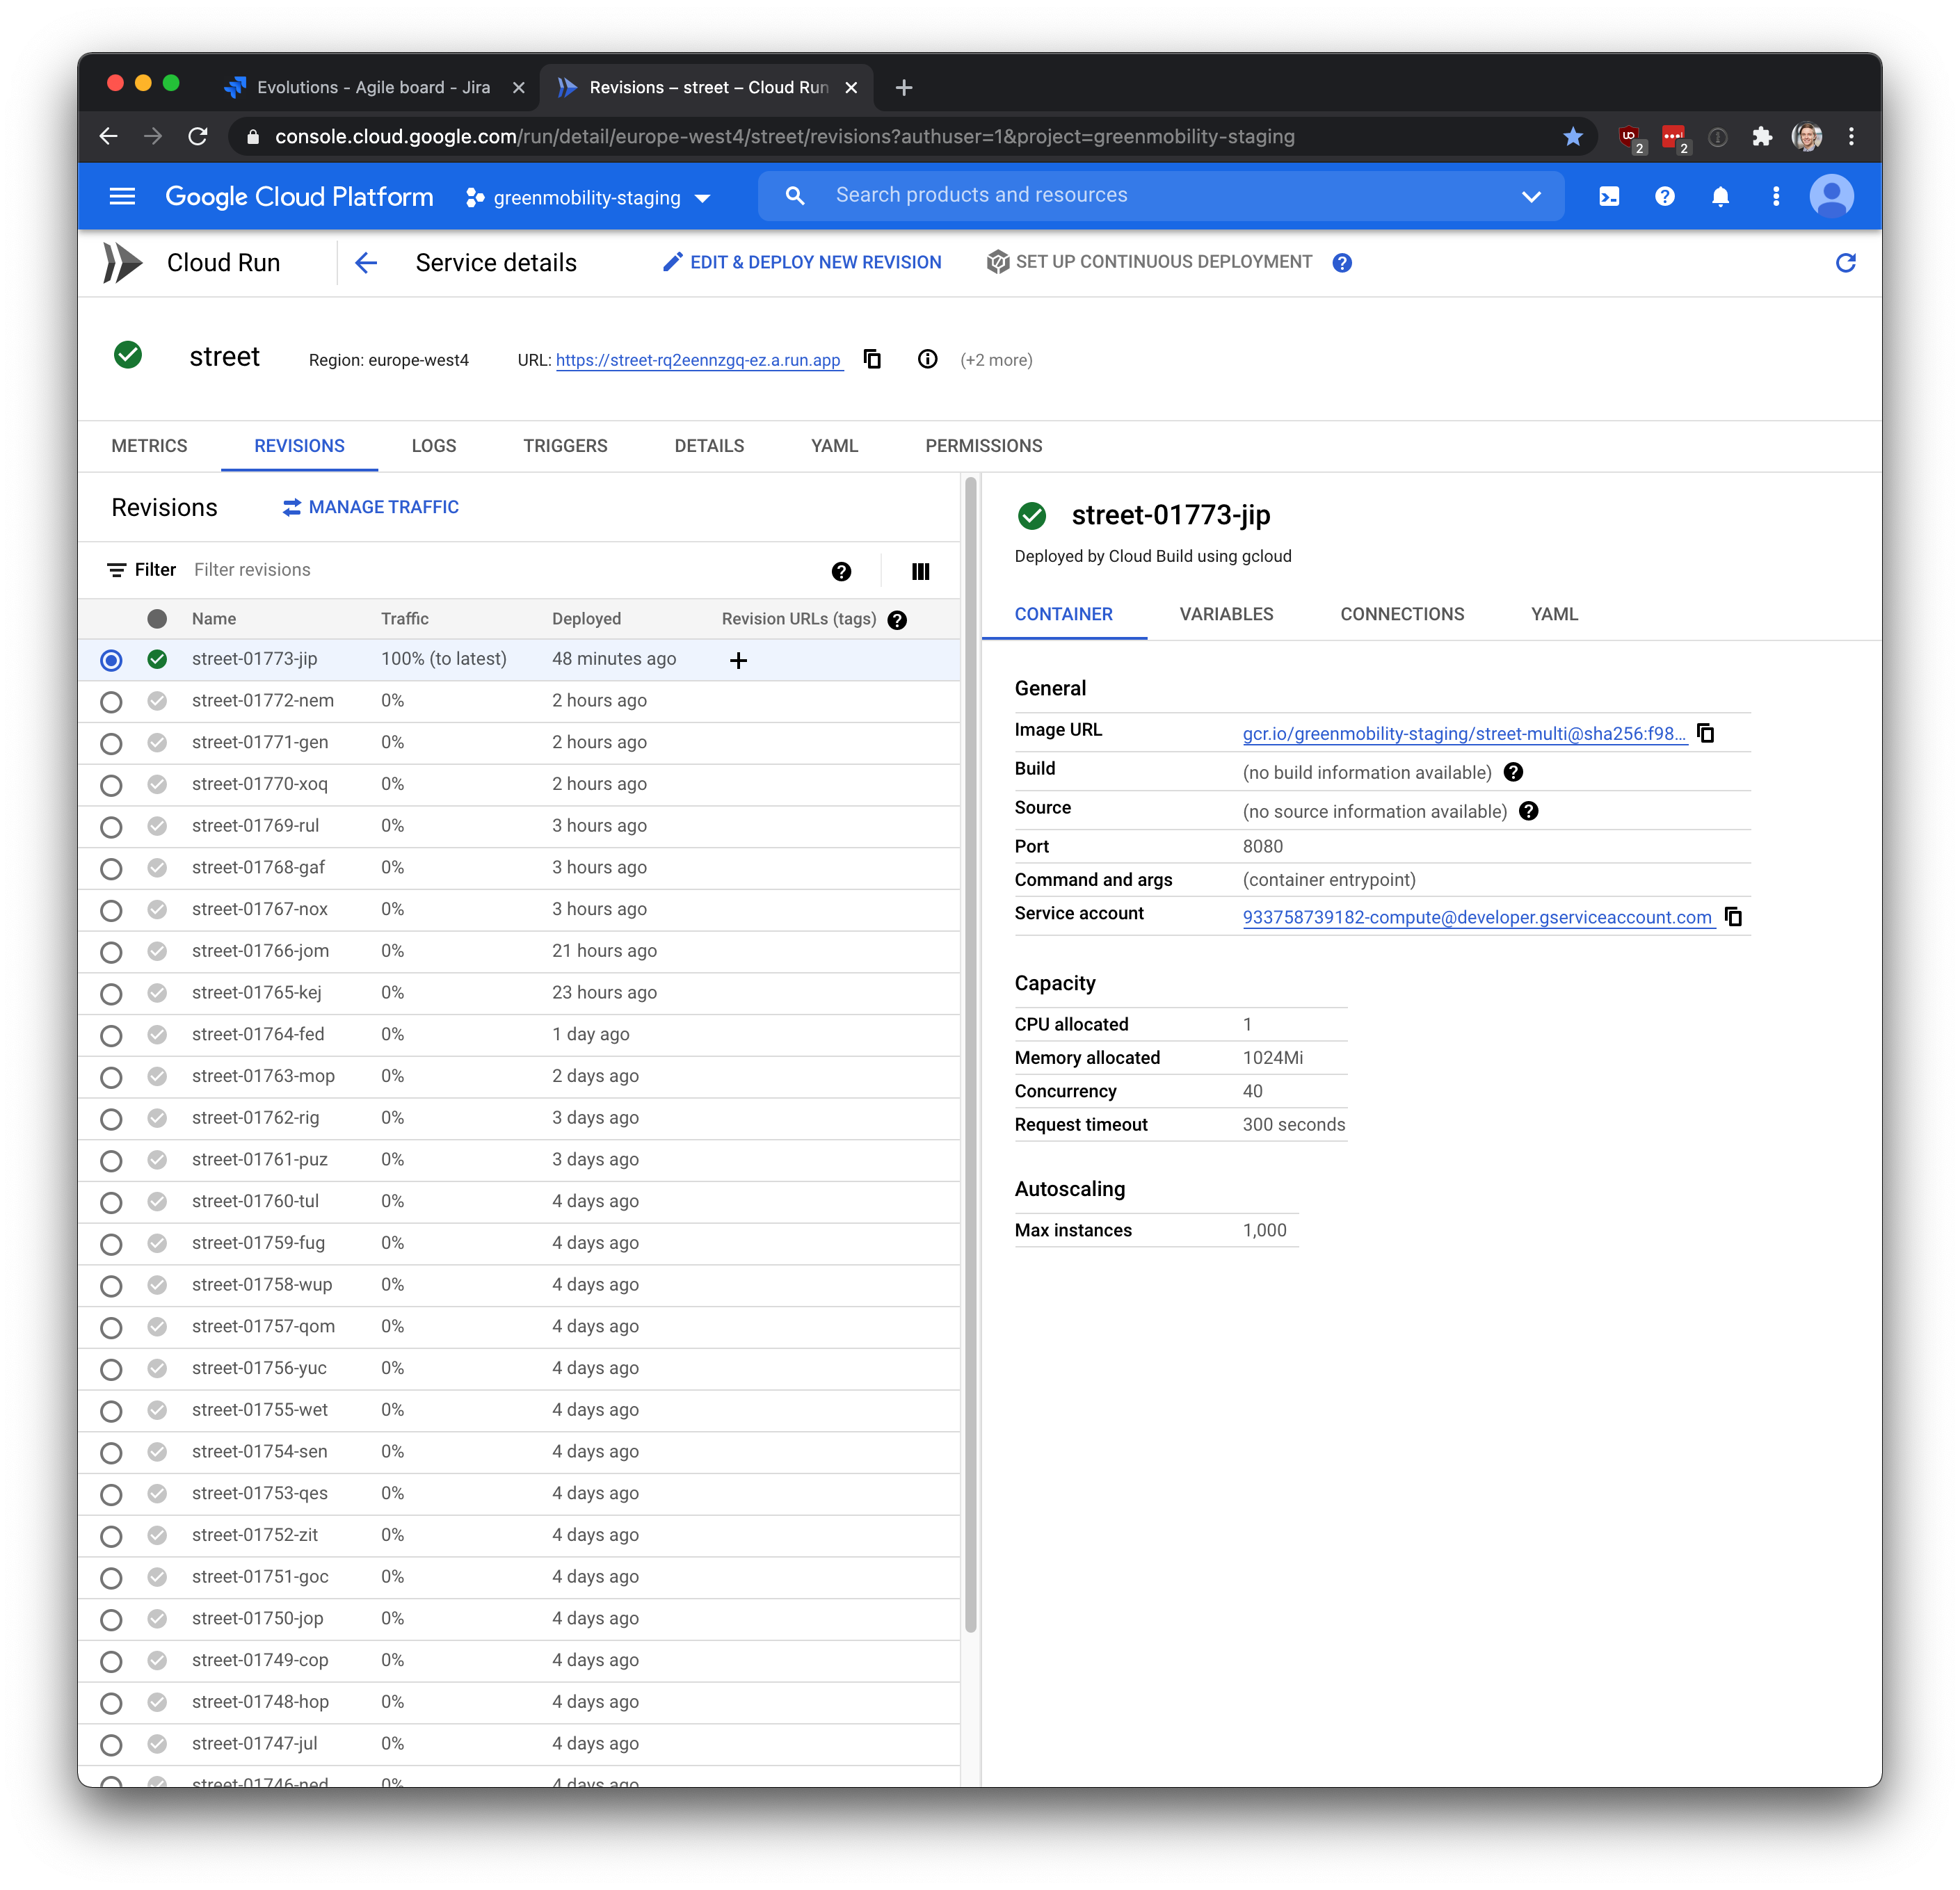 Evolutions - Agile board - Jira
Revisions – street – Cloud Run
console.cloud.google.com/run/detail/europe-west4/street/revisions?authuser=1&project=greenmobility-staging
2
2
Google Cloud Platform
greenmobility-staging
Search products and resources
Cloud Run
Service details
EDIT & DEPLOY NEW REVISION
SET UP CONTINUOUS DEPLOYMENT
street
Region: europe-west4
URL: https://street-rq2eennzgq-ez.a.run.app
(+2 more)
METRICS REVISIONS LOGS TRIGGERS DETAILS YAML PERMISSIONS
Revisions
MANAGE TRAFFIC
Filter Filter revisions
Name Traffic Deployed Revision URLs (tags)
street-01773-jip 100% (to latest) 48 minutes ago
street-01772-nem 0% 2 hours ago
street-01771-gen 0% 2 hours ago
street-01770-xoq 0% 2 hours ago
street-01769-rul 0% 3 hours ago
street-01768-gaf 0% 3 hours ago
street-01767-nox 0% 3 hours ago
street-01766-jom 0% 21 hours ago
street-01765-kej 0% 23 hours ago
street-01764-fed 0% 1 day ago
street-01763-mop 0% 2 days ago
street-01762-rig 0% 3 days ago
street-01761-puz 0% 3 days ago
street-01760-tul 0% 4 days ago
street-01759-fug 0% 4 days ago
street-01758-wup 0% 4 days ago
street-01757-qom 0% 4 days ago
street-01756-yuc 0% 4 days ago
street-01755-wet 0% 4 days ago
street-01754-sen 0% 4 days ago
street-01753-qes 0% 4 days ago
street-01752-zit 0% 4 days ago
street-01751-goc 0% 4 days ago
street-01750-jop 0% 4 days ago
street-01749-cop 0% 4 days ago
street-01748-hop 0% 4 days ago
street-01747-jul 0% 4 days ago
street-01746-ned 0% 4 days ago
street-01773-jip
Deployed by Cloud Build using gcloud
CONTAINER VARIABLES CONNECTIONS YAML
General
Image URL gcr.io/greenmobility-staging/street-multi@sha256:f98...
Build (no build information available)
Source (no source information available)
Port 8080
Command and args (container entrypoint)
Service account 933758739182-compute@developer.gserviceaccount.com
Capacity
CPU allocated 1
Memory allocated 1024Mi
Concurrency 40
Request timeout 300 seconds
Autoscaling
Max instances 1,000